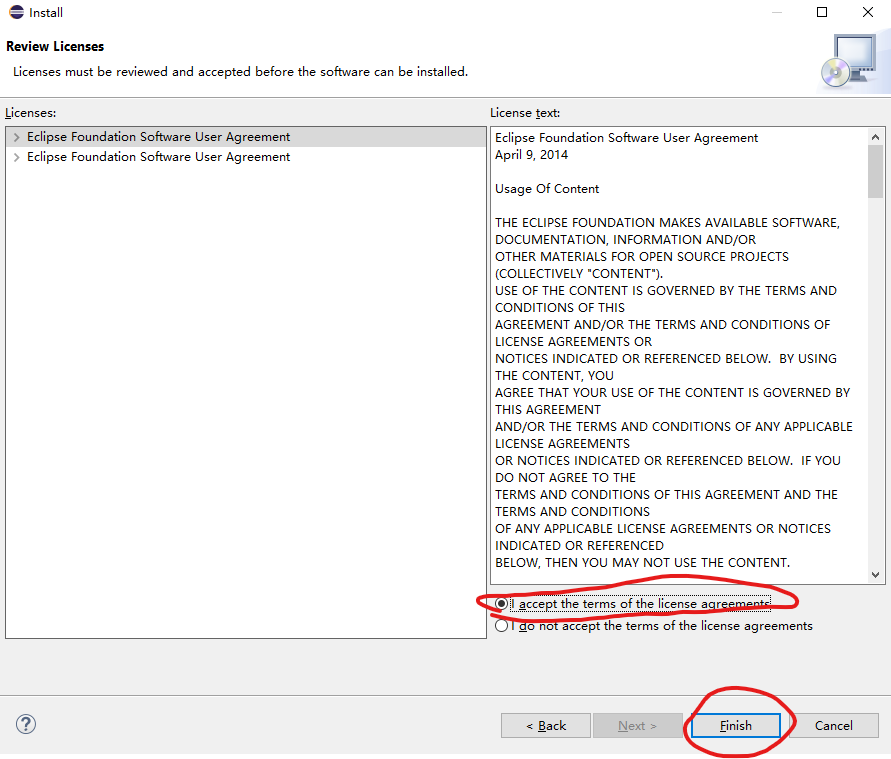 Install
Review Licenses
Licenses must be reviewed and accepted before the software can be installed.
Licenses:
Eclipse Foundation Software User Agreement
Eclipse Foundation Software User Agreement
License text:
Eclipse Foundation Software User Agreement
April 9, 2014
Usage Of Content
THE ECLIPSE FOUNDATION MAKES AVAILABLE SOFTWARE,
DOCUMENTATION, INFORMATION AND/OR
OTHER MATERIALS FOR OPEN SOURCE PROJECTS
(COLLECTIVELY "CONTENT").
USE OF THE CONTENT IS GOVERNED BY THE TERMS AND
CONDITIONS OF THIS
AGREEMENT AND/OR THE TERMS AND CONDITIONS OF
LICENSE AGREEMENTS OR
NOTICES INDICATED OR REFERENCED BELOW.  BY USING
THE CONTENT, YOU
AGREE THAT YOUR USE OF THE CONTENT IS GOVERNED BY
THIS AGREEMENT
AND/OR THE TERMS AND CONDITIONS OF ANY APPLICABLE
LICENSE AGREEMENTS
OR NOTICES INDICATED OR REFERENCED BELOW.  IF YOU
DO NOT AGREE TO THE
TERMS AND CONDITIONS OF THIS AGREEMENT AND THE
TERMS AND CONDITIONS
OF ANY APPLICABLE LICENSE AGREEMENTS OR NOTICES
INDICATED OR REFERENCED
BELOW, THEN YOU MAY NOT USE THE CONTENT.
I accept the terms of the license agreements
I do not accept the terms of the license agreements
?
< Back
Next >
Finish
Cancel